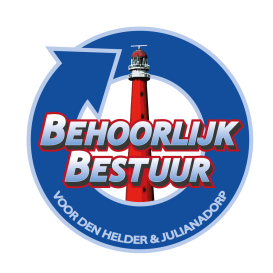 BEHOORLIJK
BESTUUR
VOOR DEN HELDER & JULIANADORP